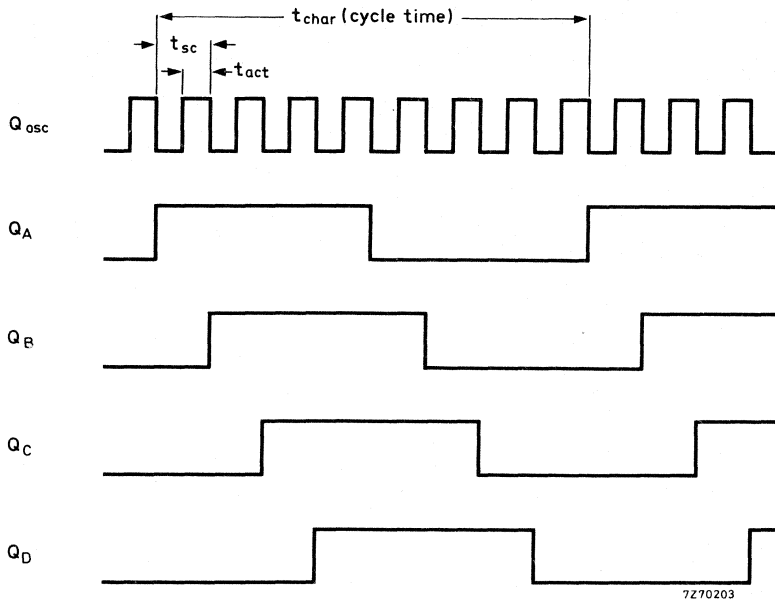 t_char (cycle time)
t_sc
t_act
Q_osc
Q_A
Q_B
Q_C
Q_D
7Z70203